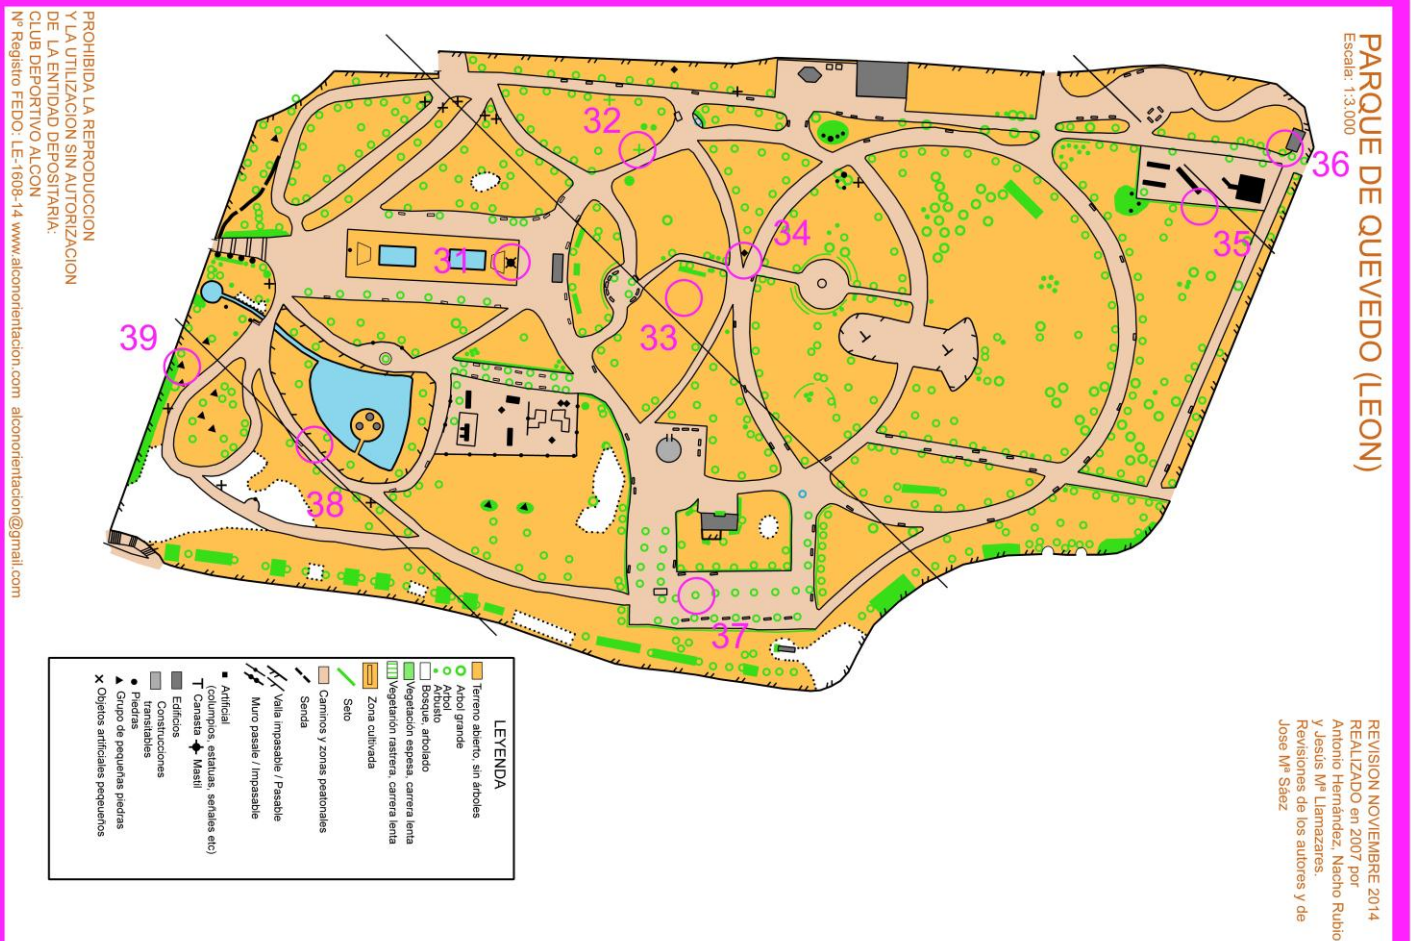 PARQUE DE QUEVEDO (LEON)
Escala: 1:3.000
PROHIBIDA LA REPRODUCCION
Y LA UTILIZACION SIN AUTORIZACION
DE LA ENTIDAD DEPOSITARIA:
CLUB DEPORTIVO ALCON
Nº Registro FEDO: LE-1608-14 www.alconorientacion.com alconorientacion@gmail.com
31
32
33
34
35
36
37
38
39
REVISION NOVIEMBRE 2014
REALIZADO en 2007 por
Antonio Hernández, Nacho Rubio
y Jesús Mª Llamazares.
Revisiones de los autores y de
Jose Mª Sáez
LEYENDA
Terreno abierto, sin árboles
Arbol grande
Arbol
Arbusto
Bosque, arbolado
Vegetación espesa, carrera lenta
Vegetación rastrera, carrera lenta
Zona cultivada
Seto
Caminos y zonas peatonales
Senda
Valla impasable / Pasable
Muro pasale / Impasable
Artificial
(columpios, estatuas, señales etc)
Canasta Mastil
Edificios
Construcciones
transitables
Piedras
Grupo de pequeñas piedras
Objetos artificiales peqeueños